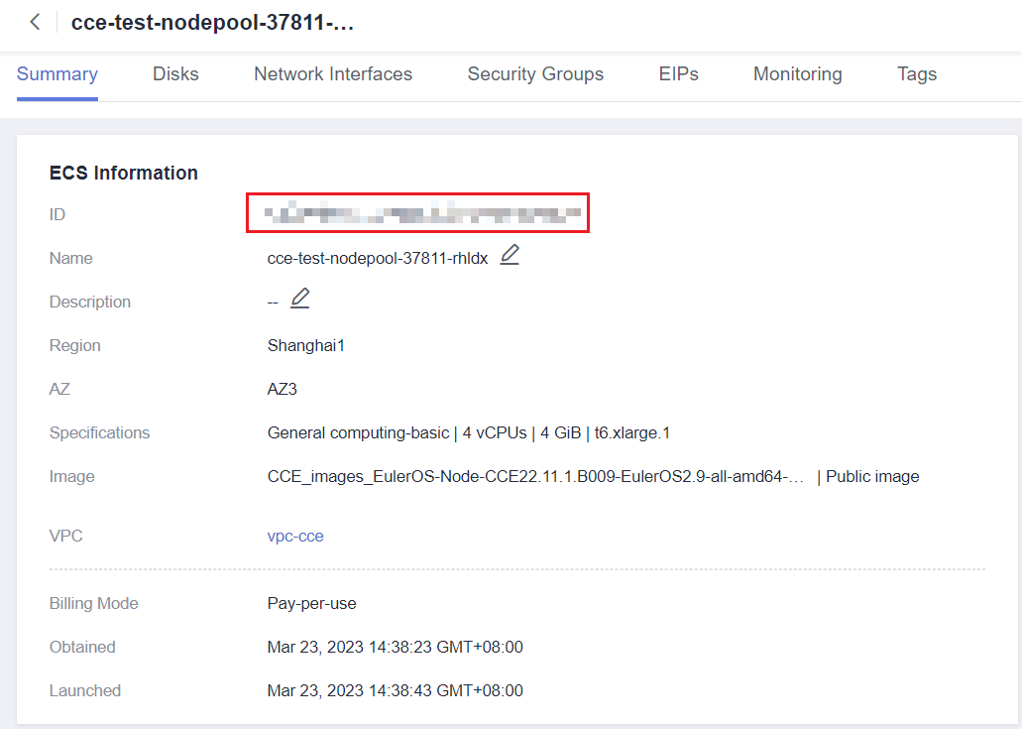 cce-test-nodepool-37811-...
Summary Disks Network Interfaces Security Groups EIPs Monitoring Tags
ECS Information
ID
Name cce-test-nodepool-37811-rhldx
Description --
Region Shanghai1
AZ AZ3
Specifications General computing-basic | 4 vCPUs | 4 GiB | t6.xlarge.1
Image CCE_images_EulerOS-Node-CCE22.11.1.B009-EulerOS2.9-all-amd64-... | Public image
VPC vpc-cce
Billing Mode Pay-per-use
Obtained Mar 23, 2023 14:38:23 GMT+08:00
Launched Mar 23, 2023 14:38:43 GMT+08:00